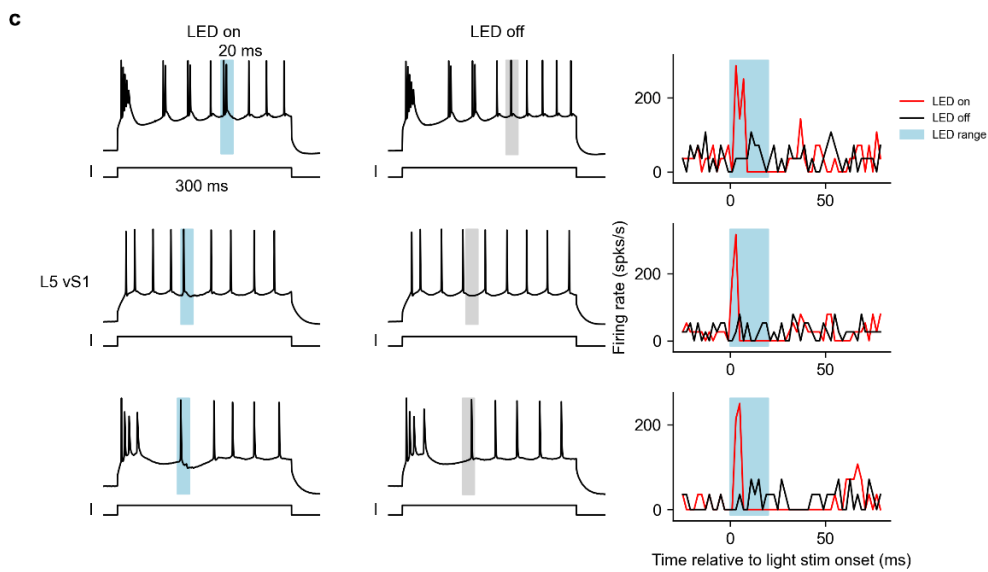 c
LED on
LED off
20 ms
I
I
300 ms
200
0
0
50
LED on
LED off
LED range
L5 vS1
I
I
Firing rate (spks/s)
200
0
0
50
I
I
200
0
0
50
Time relative to light stim onset (ms)